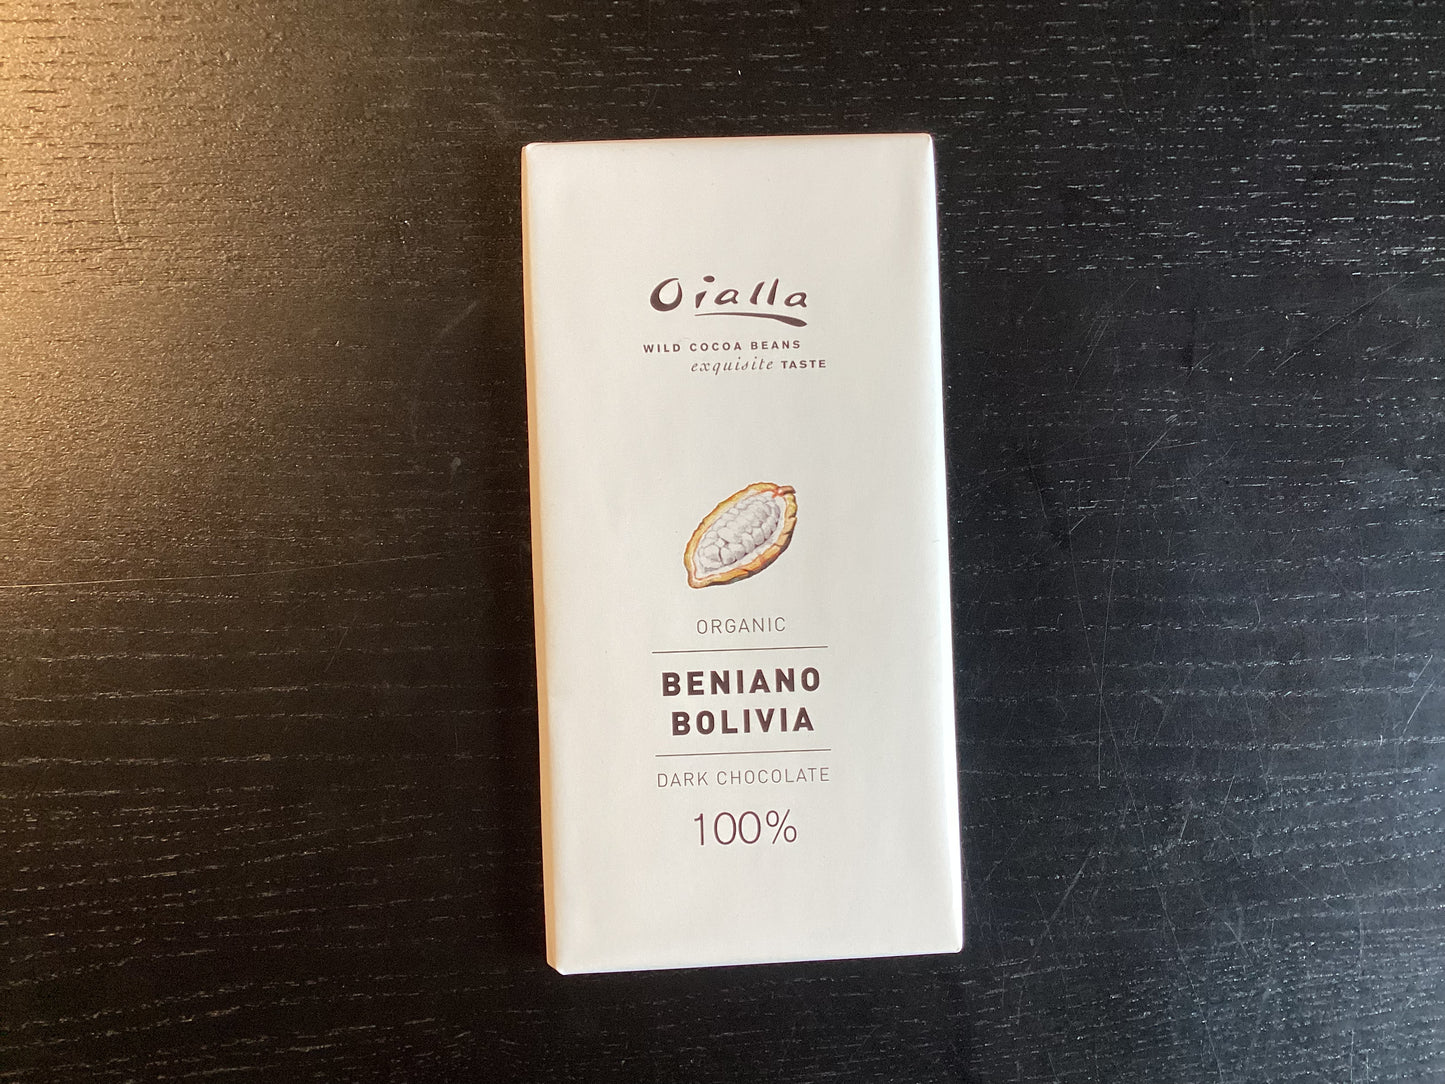 Oialla
WILD COCOA BEANS
exquisite TASTE
ORGANIC
BENIANO
BOLIVIA
DARK CHOCOLATE
100%